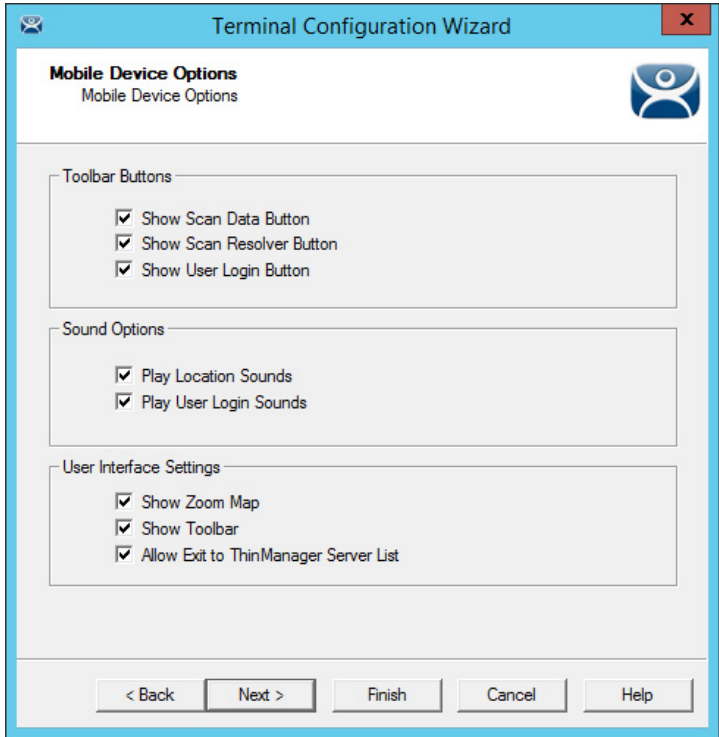 Terminal Configuration Wizard
x
Mobile Device Options
Mobile Device Options
Toolbar Buttons
Show Scan Data Button
Show Scan Resolver Button
Show User Login Button
Sound Options
Play Location Sounds
Play User Login Sounds
User Interface Settings
Show Zoom Map
Show Toolbar
Allow Exit to ThinManager Server List
< Back Next > Finish Cancel Help